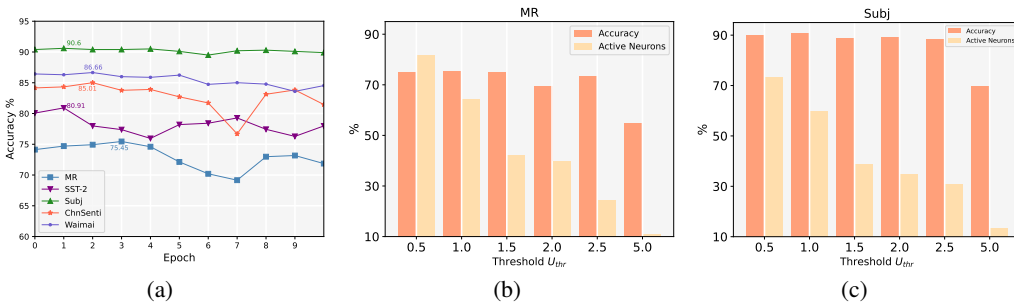 95
90
85
80
75
70
65
60
Accuracy %
90.6
86.66
85.01
80.91
75.45
MR
SST-2
Subj
ChnSenti
Waimai
0 1 2 3 4 5 6 7 8 9
Epoch
(a)
MR
90
70
50
30
10
%
Accuracy
Active Neurons
0.5 1.0 1.5 2.0 2.5 5.0
Threshold U_thr
(b)
Subj
90
70
50
30
10
%
Accuracy
Active Neurons
0.5 1.0 1.5 2.0 2.5 5.0
Threshold U_thr
(c)